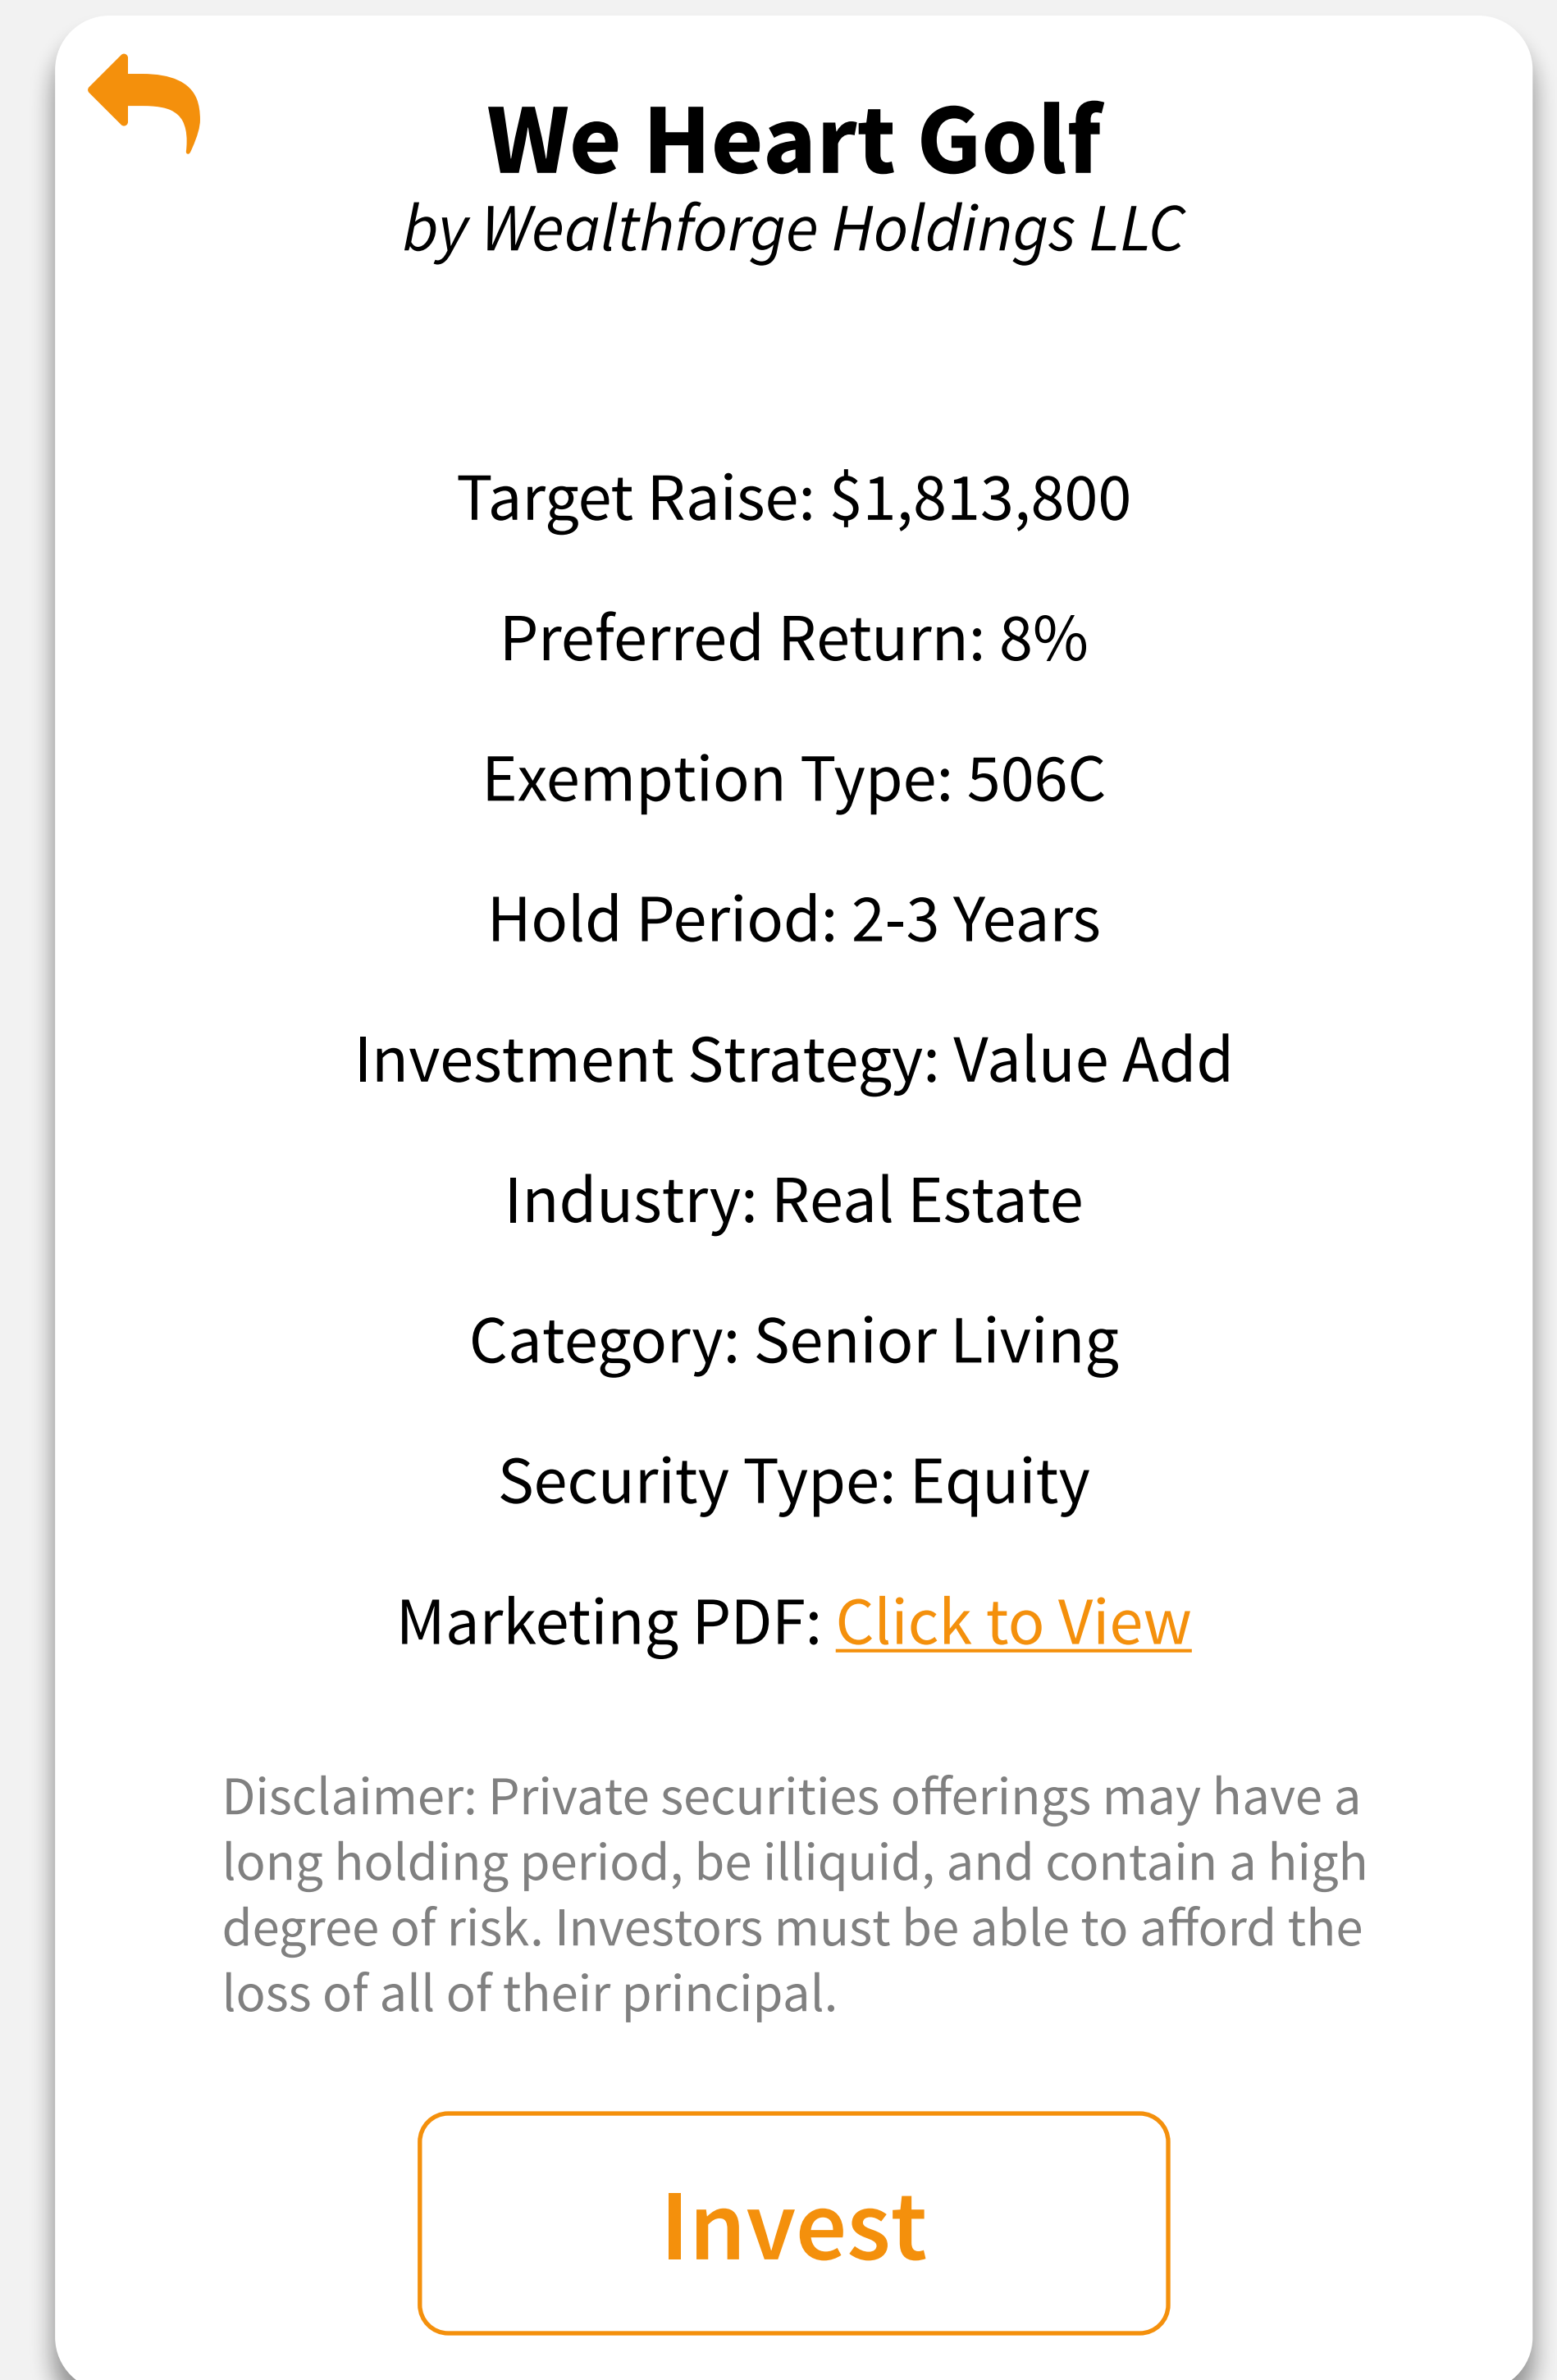 We Heart Golf
by Wealthforge Holdings LLC
Target Raise: $1,813,800
Preferred Return: 8%
Exemption Type: 506C
Hold Period: 2-3 Years
Investment Strategy: Value Add
Industry: Real Estate
Category: Senior Living
Security Type: Equity
Marketing PDF: Click to View
Disclaimer: Private securities offerings may have a
long holding period, be illiquid, and contain a high
degree of risk. Investors must be able to afford the
loss of all of their principal.
Invest